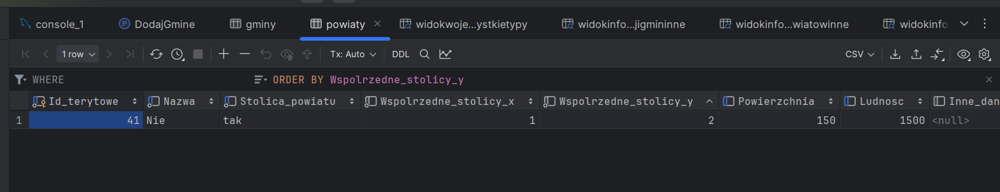 console_1 DodajGmine gminy powiaty widokwoje...ystkietypy widokinfo...jigmininne widokinfo...wiatowinne widokinfo
1 row Tx: Auto DDL CSV
WHERE ORDER BY Wspolrzedne_stolicy_y
Id_terytowe Nazwa Stolica_powiatu Wspolrzedne_stolicy_x Wspolrzedne_stolicy_y Powierzchnia Ludnosc Inne_dan
1 41 Nie tak 1 2 150 1500 <null>